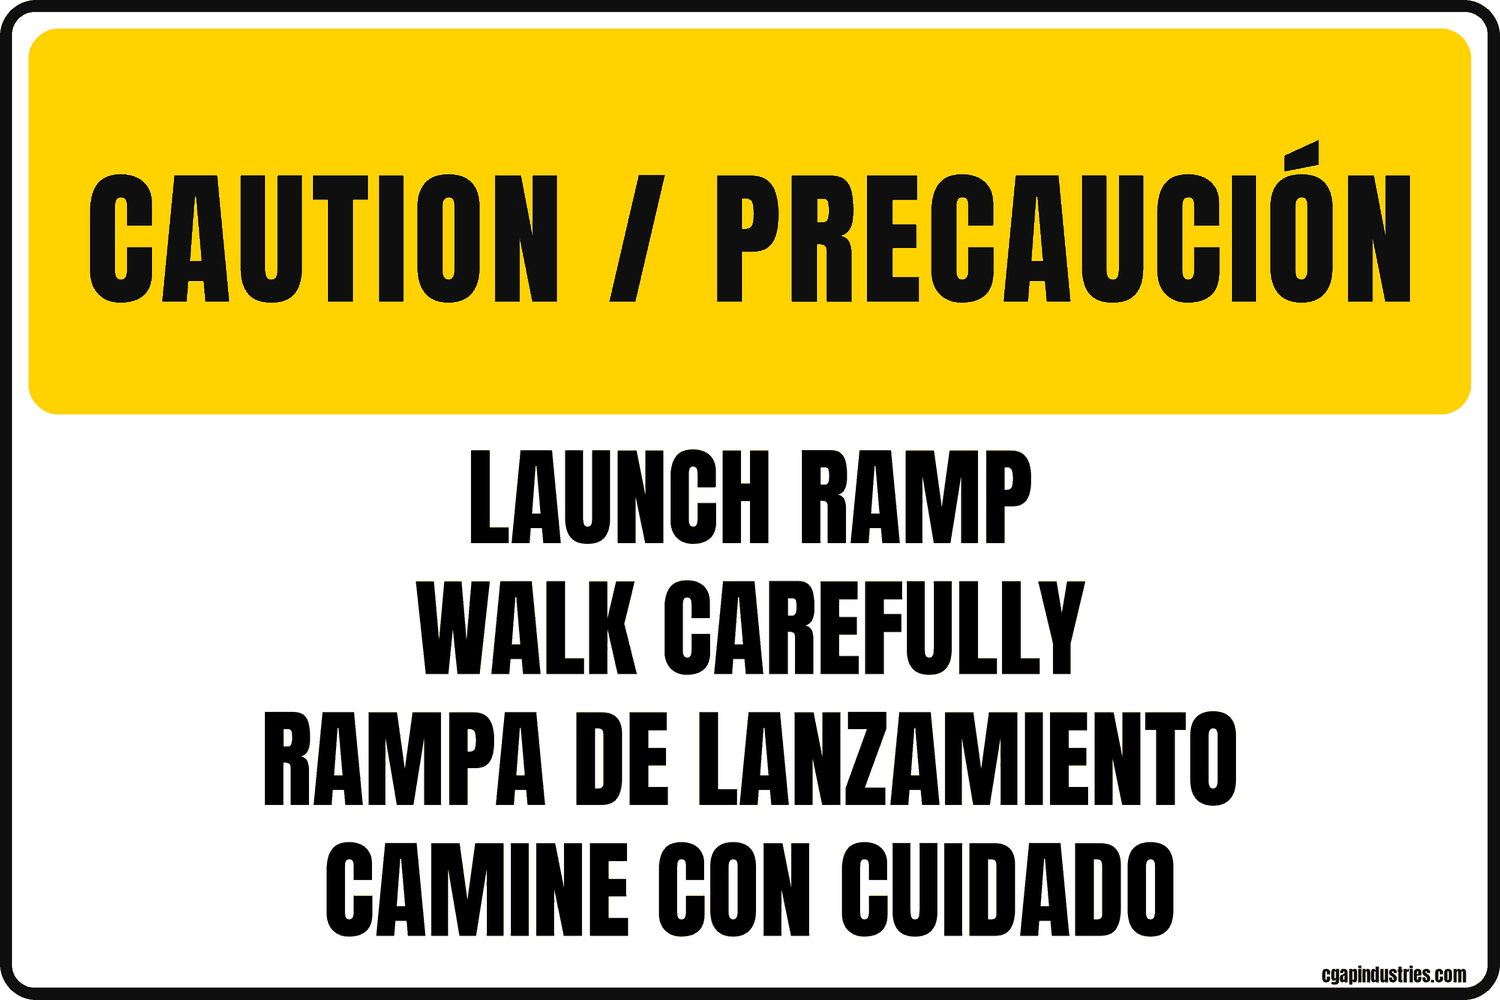 CAUTION / PRECAUCIÓN
LAUNCH RAMP
WALK CAREFULLY
RAMPA DE LANZAMIENTO
CAMINE CON CUIDADO
cgapindustries.com